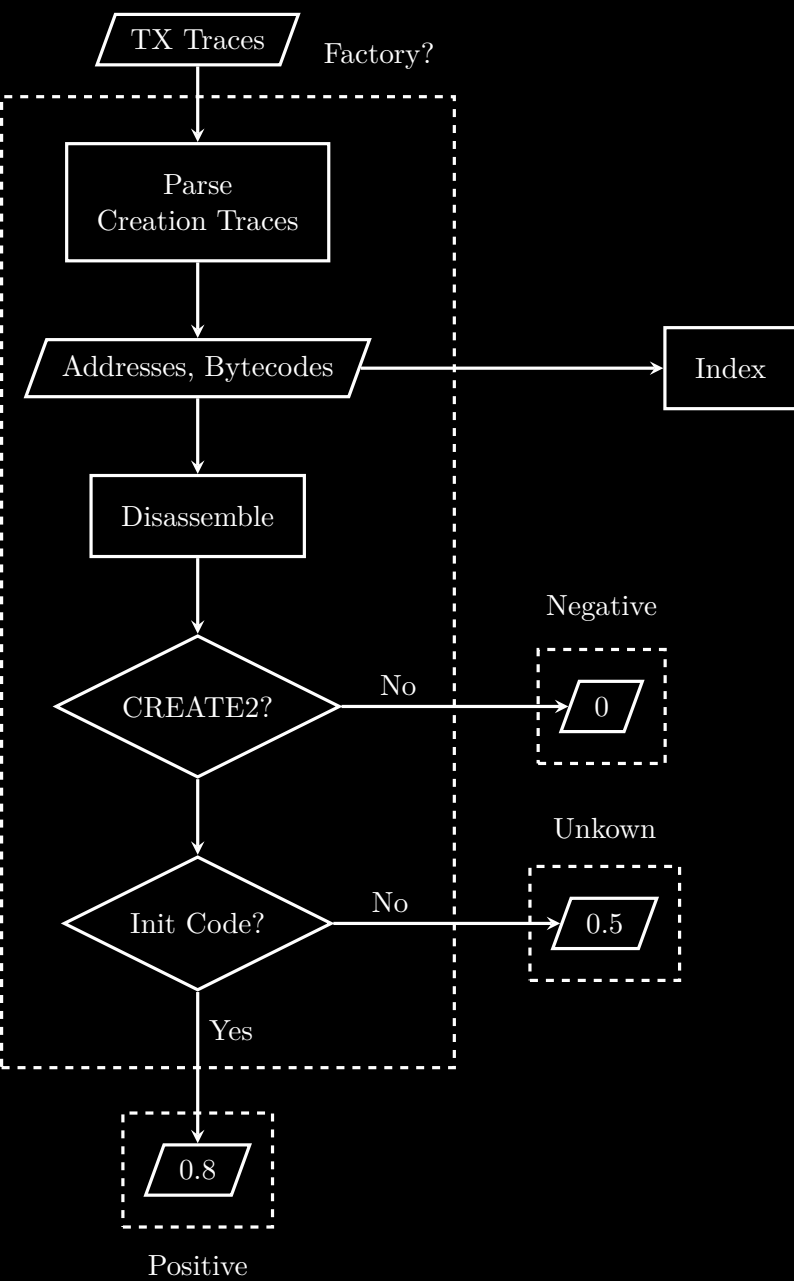 TX Traces
Factory?
Parse
Creation Traces
Addresses, Bytecodes
Index
Disassemble
Negative
CREATE2?
No
0
Unkown
Init Code?
No
0.5
Yes
0.8
Positive